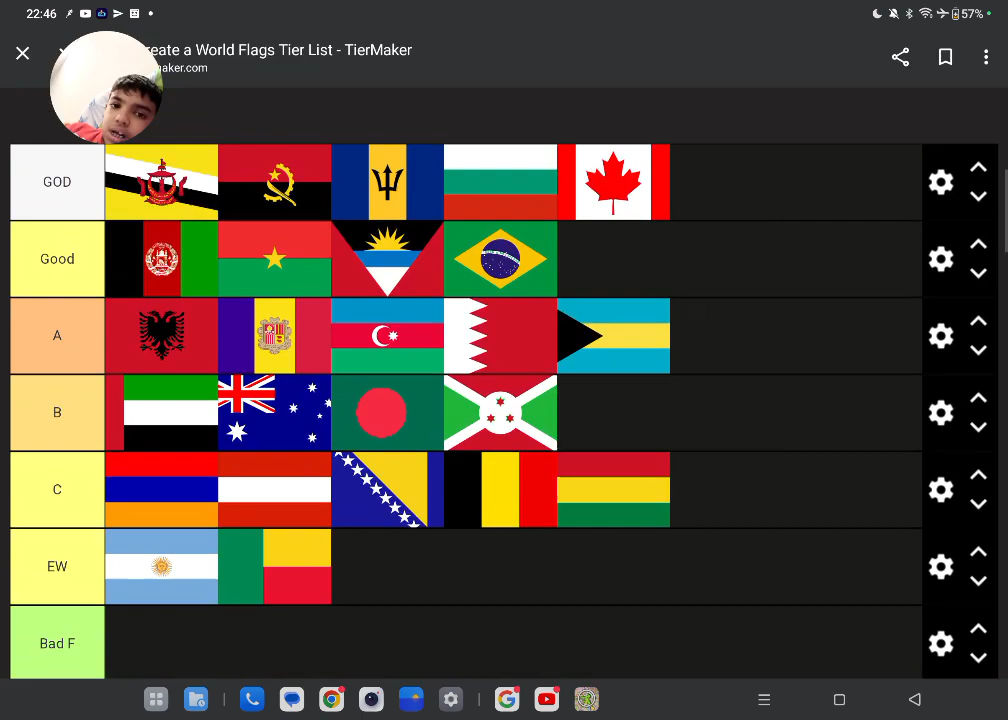 22:46
57%
reate a World Flags Tier List - TierMaker
maker.com
GOD
Good
A
B
C
EW
Bad F